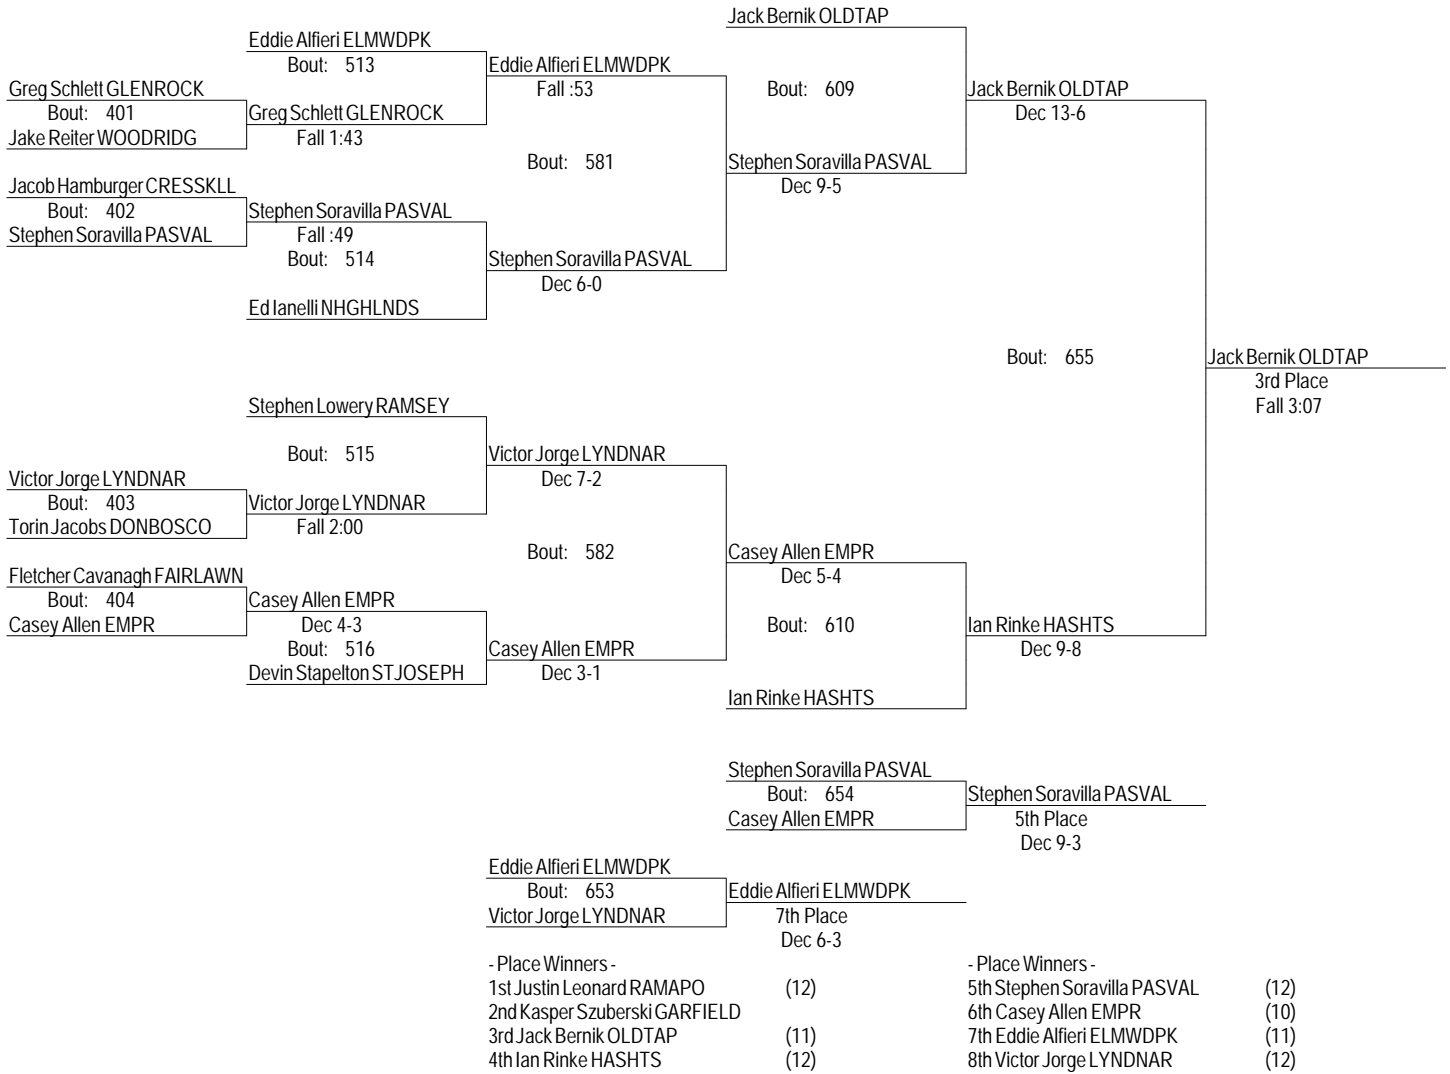 Jack Bernik OLDTAP
Eddie Alfieri ELMWDPK
Bout: 513
Eddie Alfieri ELMWDPK
Greg Schlett GLENROCK
Fall :53
Bout: 609
Jack Bernik OLDTAP
Bout: 401
Greg Schlett GLENROCK
Dec 13-6
Jake Reiter WOODRIDG
Fall 1:43
Bout: 581
Stephen Soravilla PASVAL
Jacob Hamburger CRESSKLL
Dec 9-5
Bout: 402
Stephen Soravilla PASVAL
Stephen Soravilla PASVAL
Fall :49
Bout: 514
Stephen Soravilla PASVAL
Dec 6-0
Ed Ianelli NHGHLNDS
Bout: 655
Jack Bernik OLDTAP
3rd Place
Stephen Lowery RAMSEY
Fall 3:07
Bout: 515
Victor Jorge LYNDNAR
Victor Jorge LYNDNAR
Dec 7-2
Bout: 403
Victor Jorge LYNDNAR
Torin Jacobs DONBOSCO
Fall 2:00
Bout: 582
Casey Allen EMPR
Fletcher Cavanagh FAIRLAWN
Dec 5-4
Bout: 404
Casey Allen EMPR
Casey Allen EMPR
Dec 4-3
Bout: 610
Ian Rinke HASHTS
Bout: 516
Casey Allen EMPR
Dec 9-8
Devin Stapelton STJOSEPH
Dec 3-1
Ian Rinke HASHTS
Stephen Soravilla PASVAL
Bout: 654
Stephen Soravilla PASVAL
Casey Allen EMPR
5th Place
Dec 9-3
Eddie Alfieri ELMWDPK
Bout: 653
Eddie Alfieri ELMWDPK
Victor Jorge LYNDNAR
7th Place
Dec 6-3
- Place Winners -
1st Justin Leonard RAMAPO (12)
2nd Kasper Szuberski GARFIELD
3rd Jack Bernik OLDTAP (11)
4th Ian Rinke HASHTS (12)
- Place Winners -
5th Stephen Soravilla PASVAL (12)
6th Casey Allen EMPR (10)
7th Eddie Alfieri ELMWDPK (11)
8th Victor Jorge LYNDNAR (12)